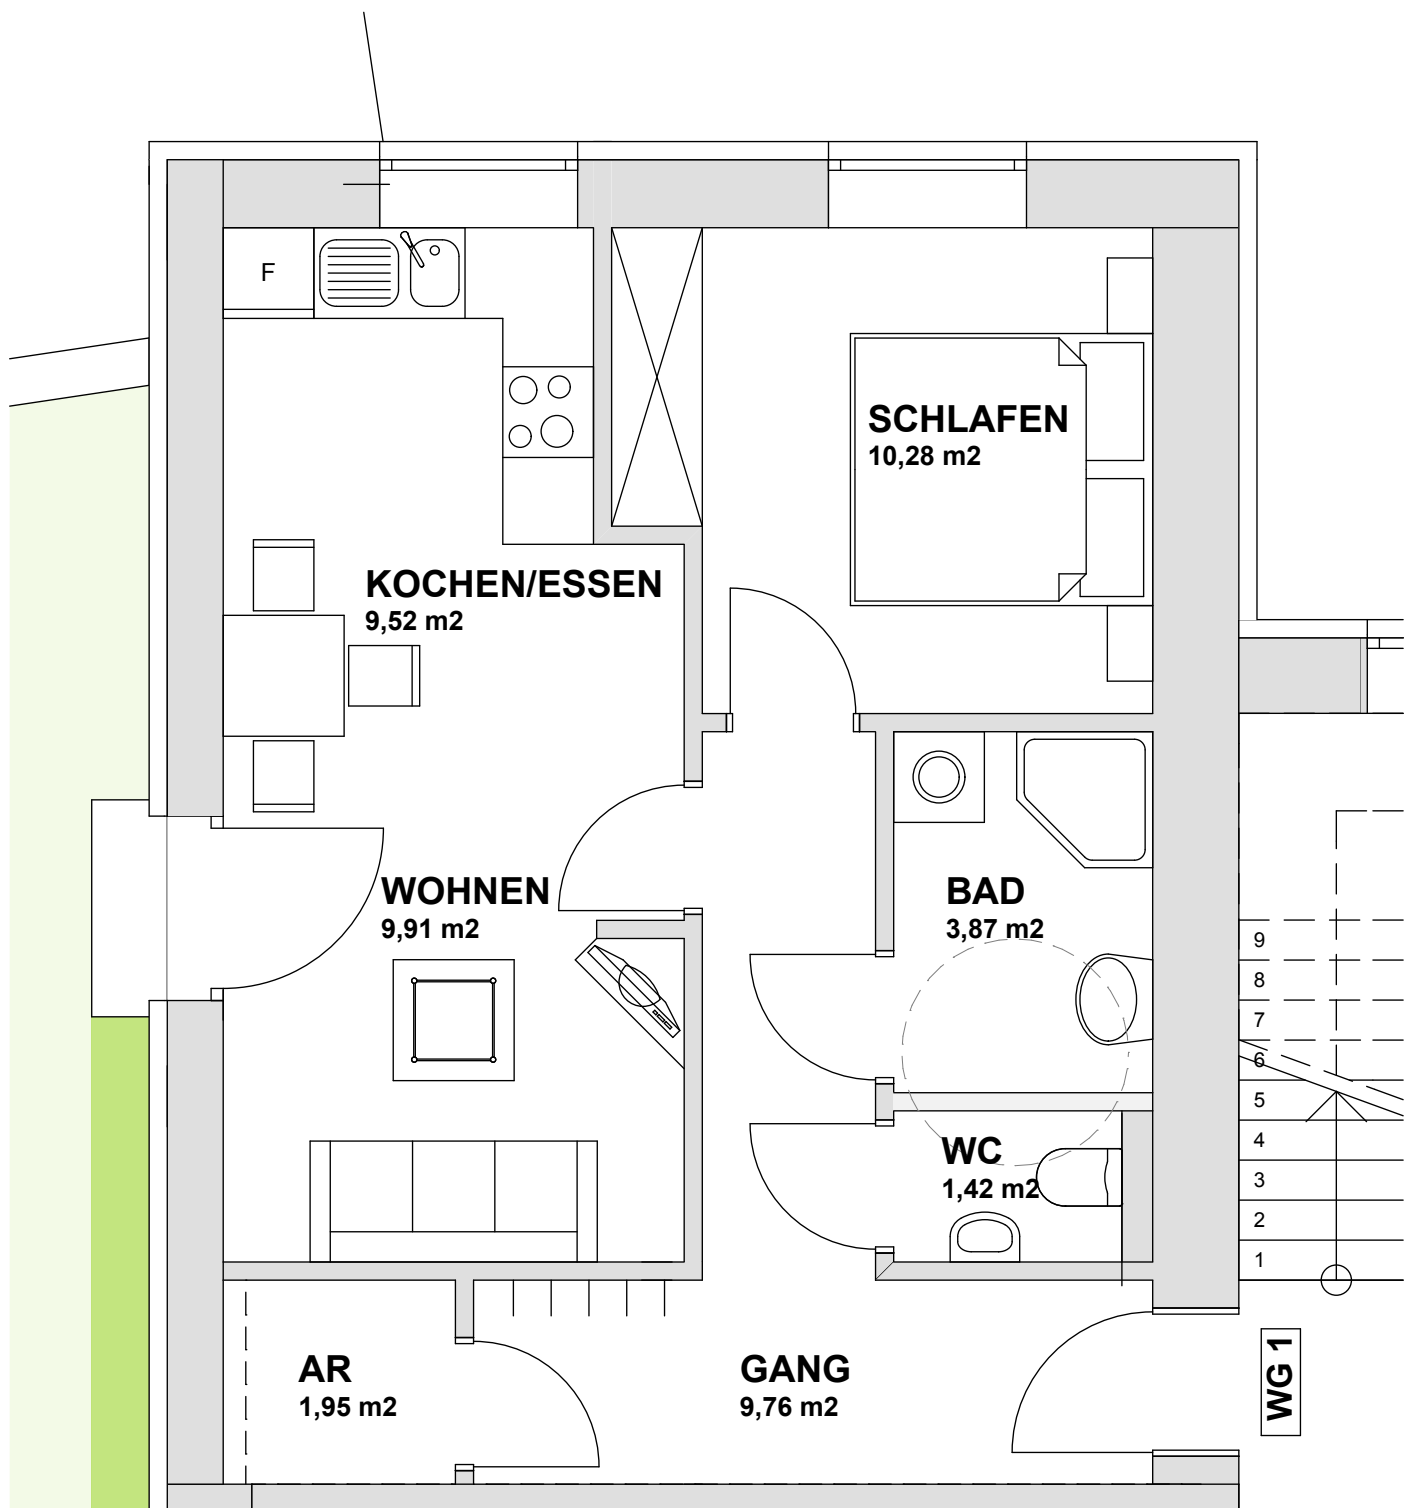 F
SCHLAFEN
10,28 m2
KOCHEN/ESSEN
9,52 m2
WOHNEN
9,91 m2
BAD
3,87 m2
9
8
7
6
5
4
3
2
1
WC
1,42 m2
AR
1,95 m2
GANG
9,76 m2
WG 1